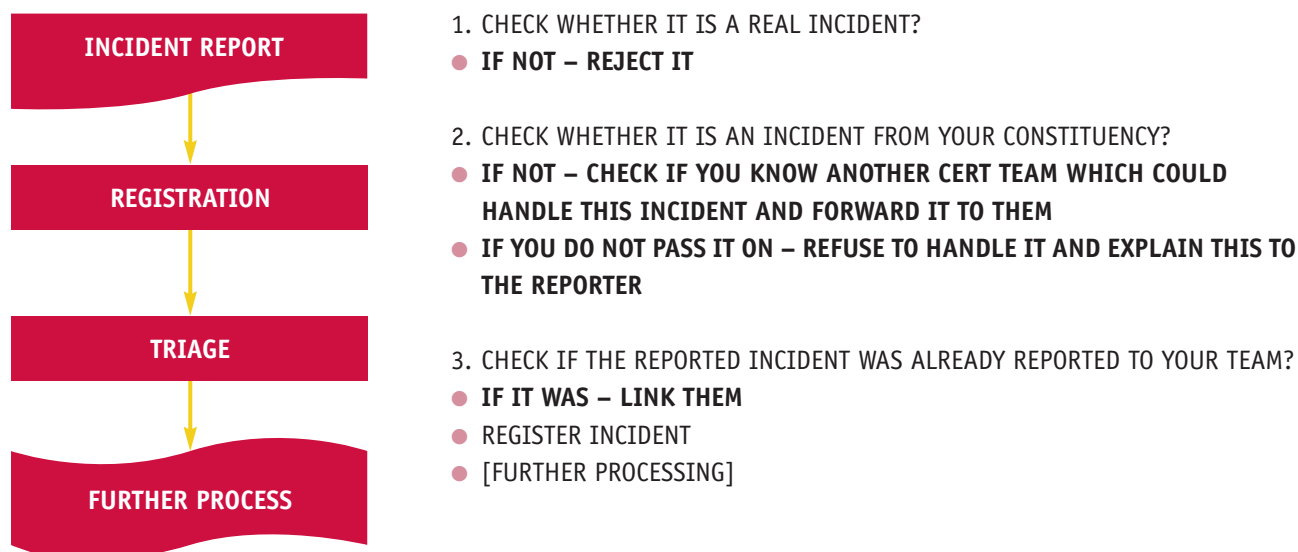 INCIDENT REPORT
REGISTRATION
TRIAGE
FURTHER PROCESS
1. CHECK WHETHER IT IS A REAL INCIDENT?
● IF NOT – REJECT IT
2. CHECK WHETHER IT IS AN INCIDENT FROM YOUR CONSTITUENCY?
● IF NOT – CHECK IF YOU KNOW ANOTHER CERT TEAM WHICH COULD
HANDLE THIS INCIDENT AND FORWARD IT TO THEM
● IF YOU DO NOT PASS IT ON – REFUSE TO HANDLE IT AND EXPLAIN THIS TO
THE REPORTER
3. CHECK IF THE REPORTED INCIDENT WAS ALREADY REPORTED TO YOUR TEAM?
● IF IT WAS – LINK THEM
● REGISTER INCIDENT
● [FURTHER PROCESSING]